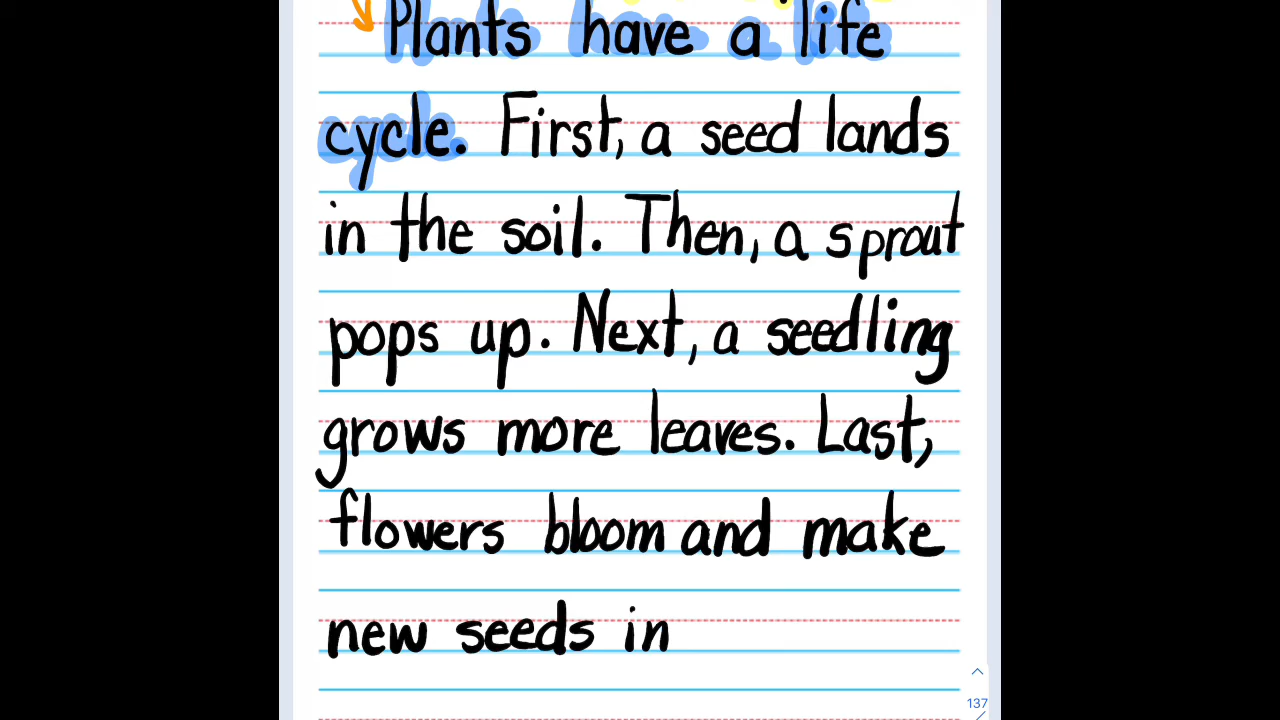 Plants have a life
cycle. First, a seed lands
in the soil. Then, a sprout
pops up. Next, a seedling
grows more leaves. Last,
flowers bloom and make
new seeds in
137